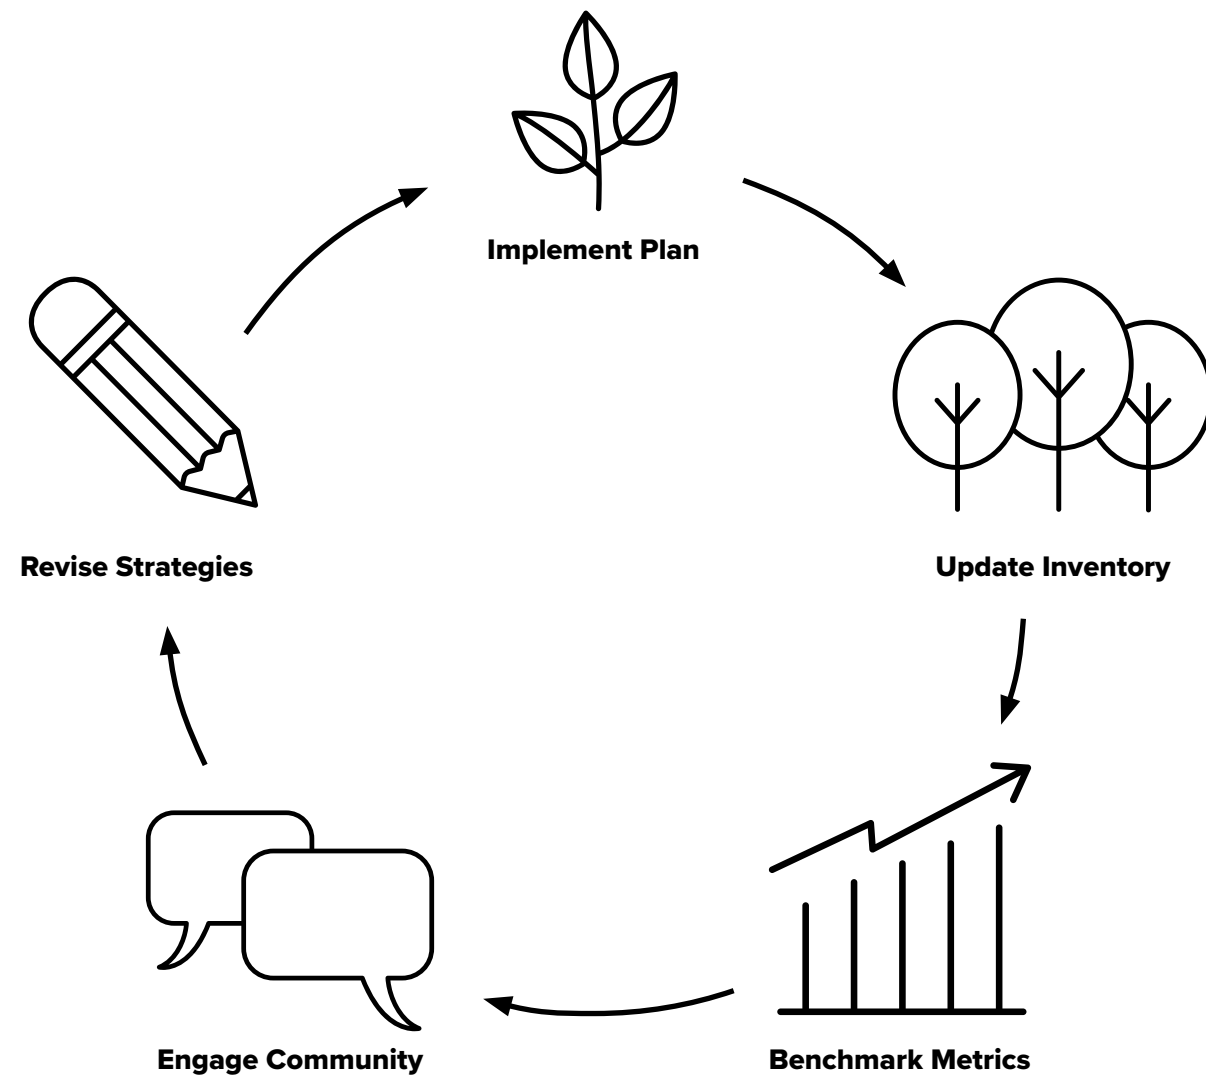 Implement Plan
Revise Strategies
Update Inventory
Engage Community
Benchmark Metrics